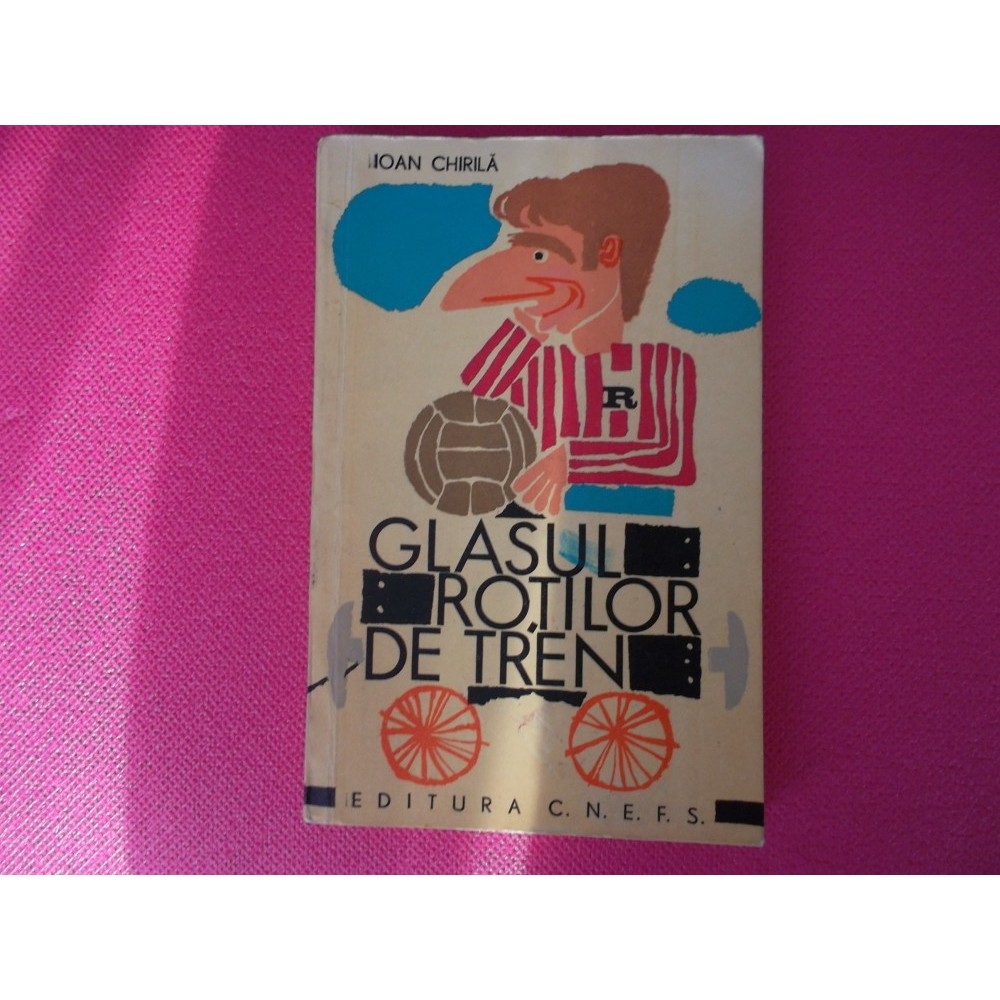 IOAN CHIRILĂ
R
GLASUL
ROȚILOR
DE TREN
EDITURA C. N. E. F. S.